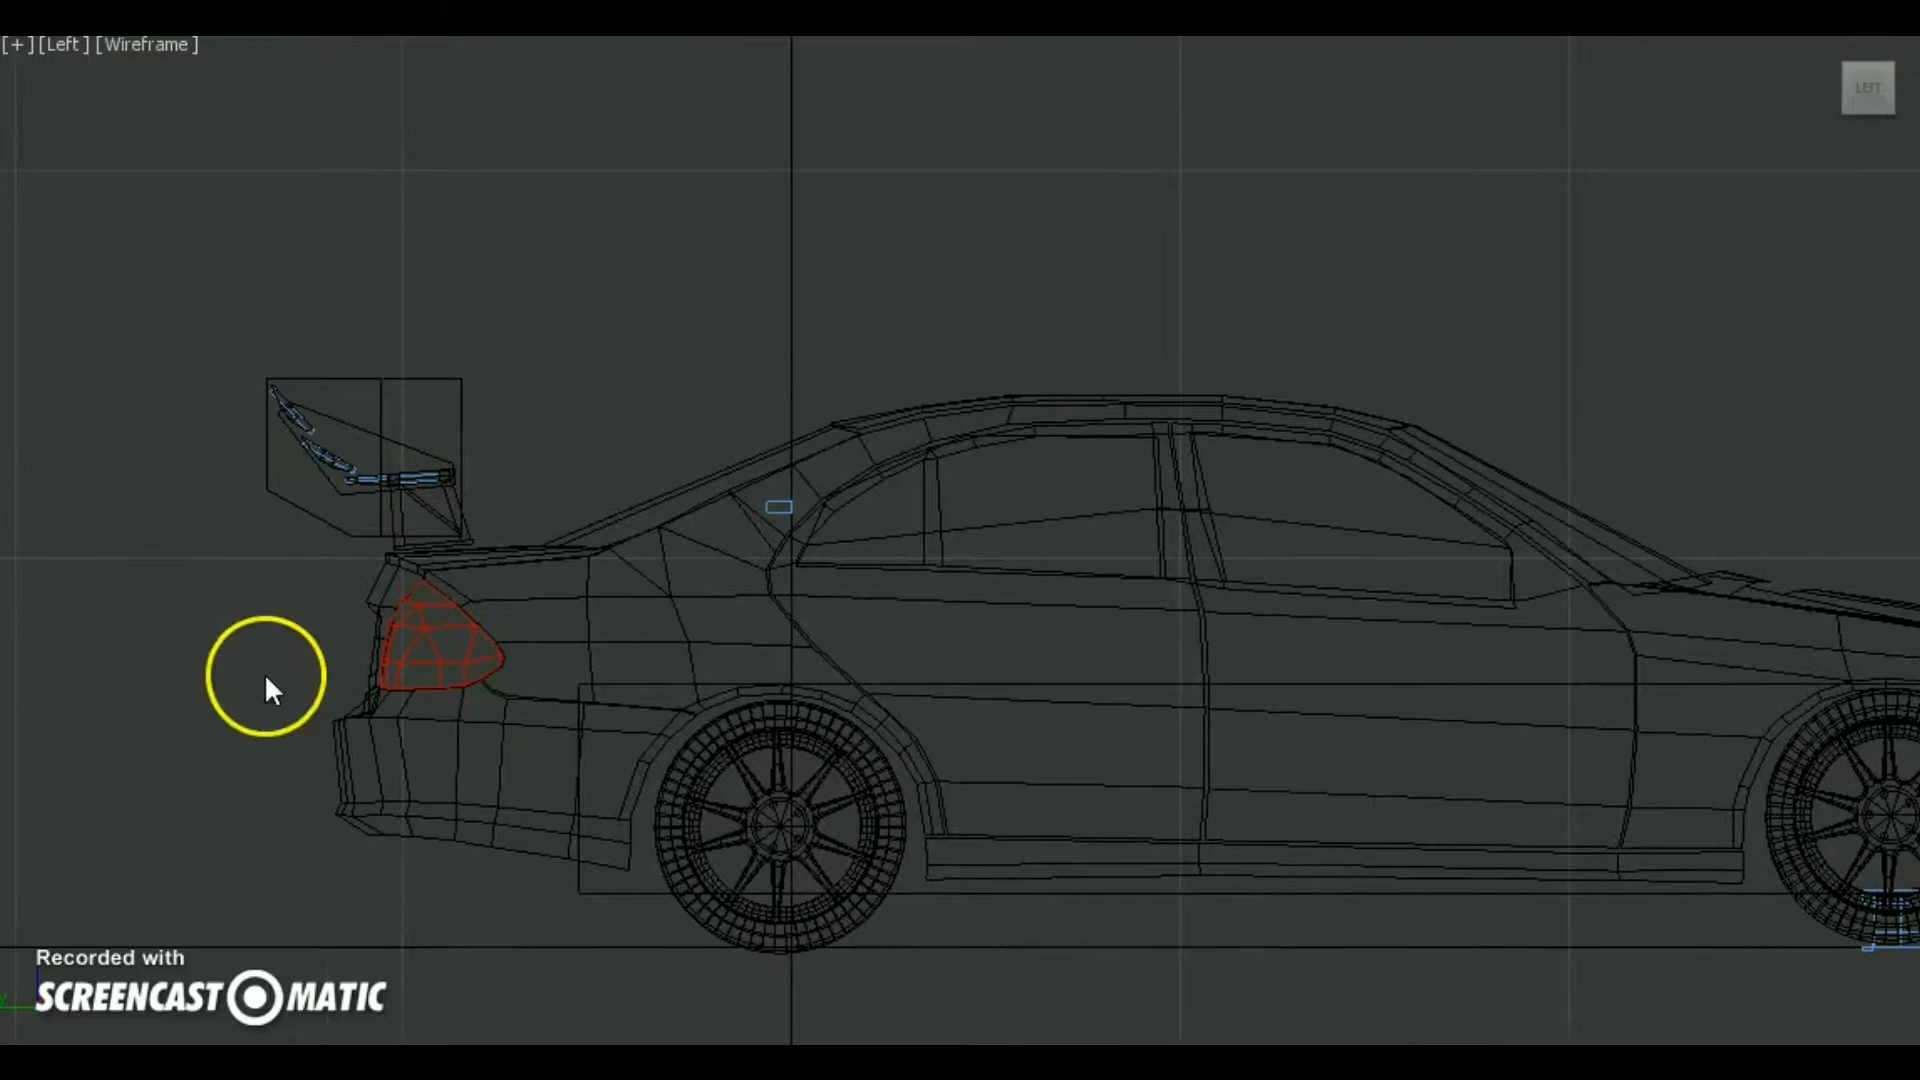 [+] [Left ] [Wireframe ]
LEFT
Recorded with
SCREENCAST MATIC